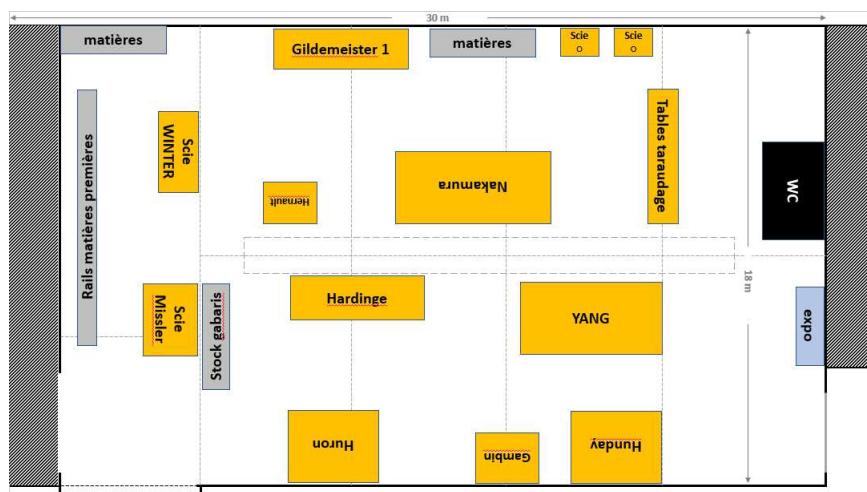 30 m
matières
Gildemeister 1
matières
Scie
O
Scie
O
Rails matières premières
Scie
WINTER
Tables taraudage
Nakamura
Hernault
WC
18 m
Scie
Missler
Stock gabaris
Hardinge
YANG
expo
Huron
Gambin
Hunday